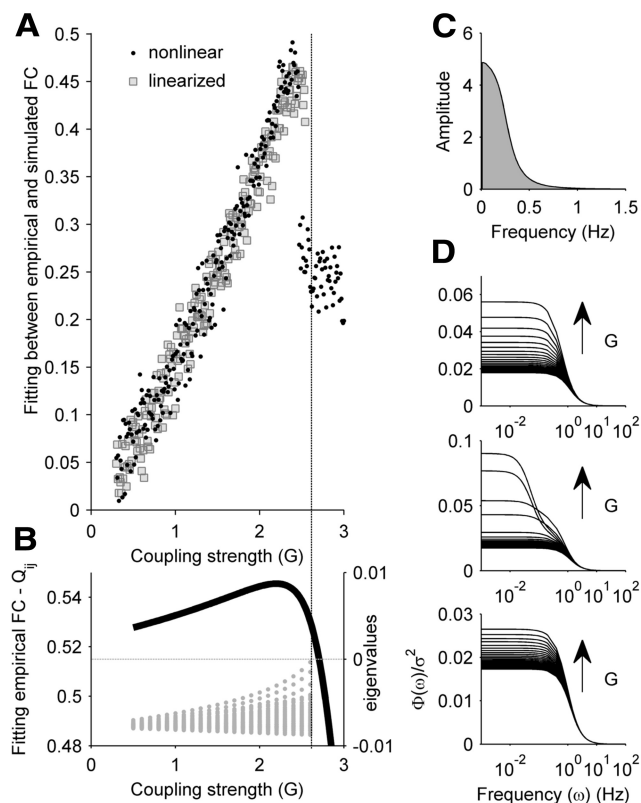 A
Fitting between empirical and simulated FC
0.5
0.45
0.4
0.35
0.3
0.25
0.2
0.15
0.1
0.05
0
nonlinear
linearized
0 1 2 3
Coupling strength (G)
B
Fitting empirical FC - Qij
0.54
0.52
0.5
0.48
0.01
0
-0.01
eigenvalues
0 1 2 3
Coupling strength (G)
C
Amplitude
6
4
2
0
0 0.5 1 1.5
Frequency (Hz)
D
0.06
0.04
0.02
0
G
10-2 100 101 102
0.1
0.05
0
G
10-2 100 101 102
Φ(ω)/σ2
0.03
0.02
0.01
0
G
10-2 100 101 102
Frequency (ω) (Hz)